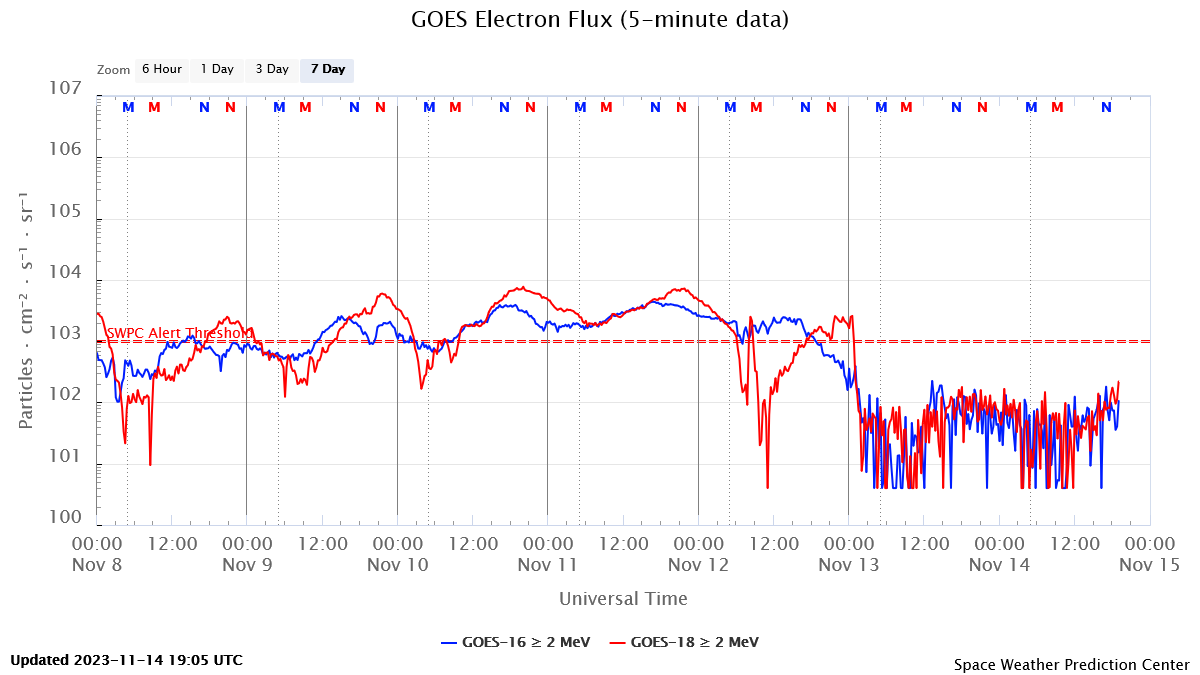 GOES Electron Flux (5-minute data)
Zoom 6 Hour 1 Day 3 Day 7 Day
107
M M N N M M N N M M N N M M N N M M N N M M N N M M N
106
105
104
SWPC Alert Threshold
103
102
101
100
Particles · cm⁻² · s⁻¹ · sr⁻¹
00:00 12:00 00:00 12:00 00:00 12:00 00:00 12:00 00:00 12:00 00:00 12:00 00:00 12:00 00:00
Nov 8 Nov 9 Nov 10 Nov 11 Nov 12 Nov 13 Nov 14 Nov 15
Universal Time
GOES-16 ≥ 2 MeV GOES-18 ≥ 2 MeV
Updated 2023-11-14 19:05 UTC
Space Weather Prediction Center